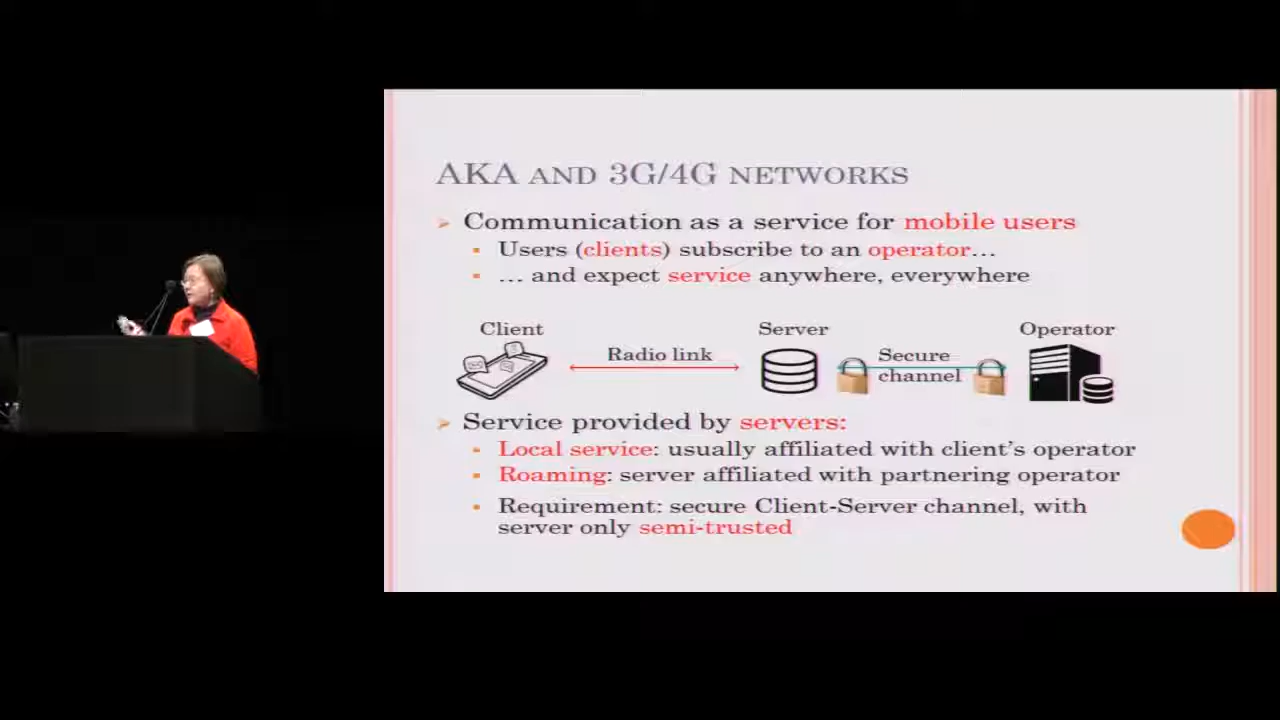 AKA AND 3G/4G NETWORKS
Communication as a service for mobile users
Users (clients) subscribe to an operator…
… and expect service anywhere, everywhere
Client Server Operator
Radio link Secure
channel
Service provided by servers:
Local service: usually affiliated with client's operator
Roaming: server affiliated with partnering operator
Requirement: secure Client-Server channel, with
server only semi-trusted